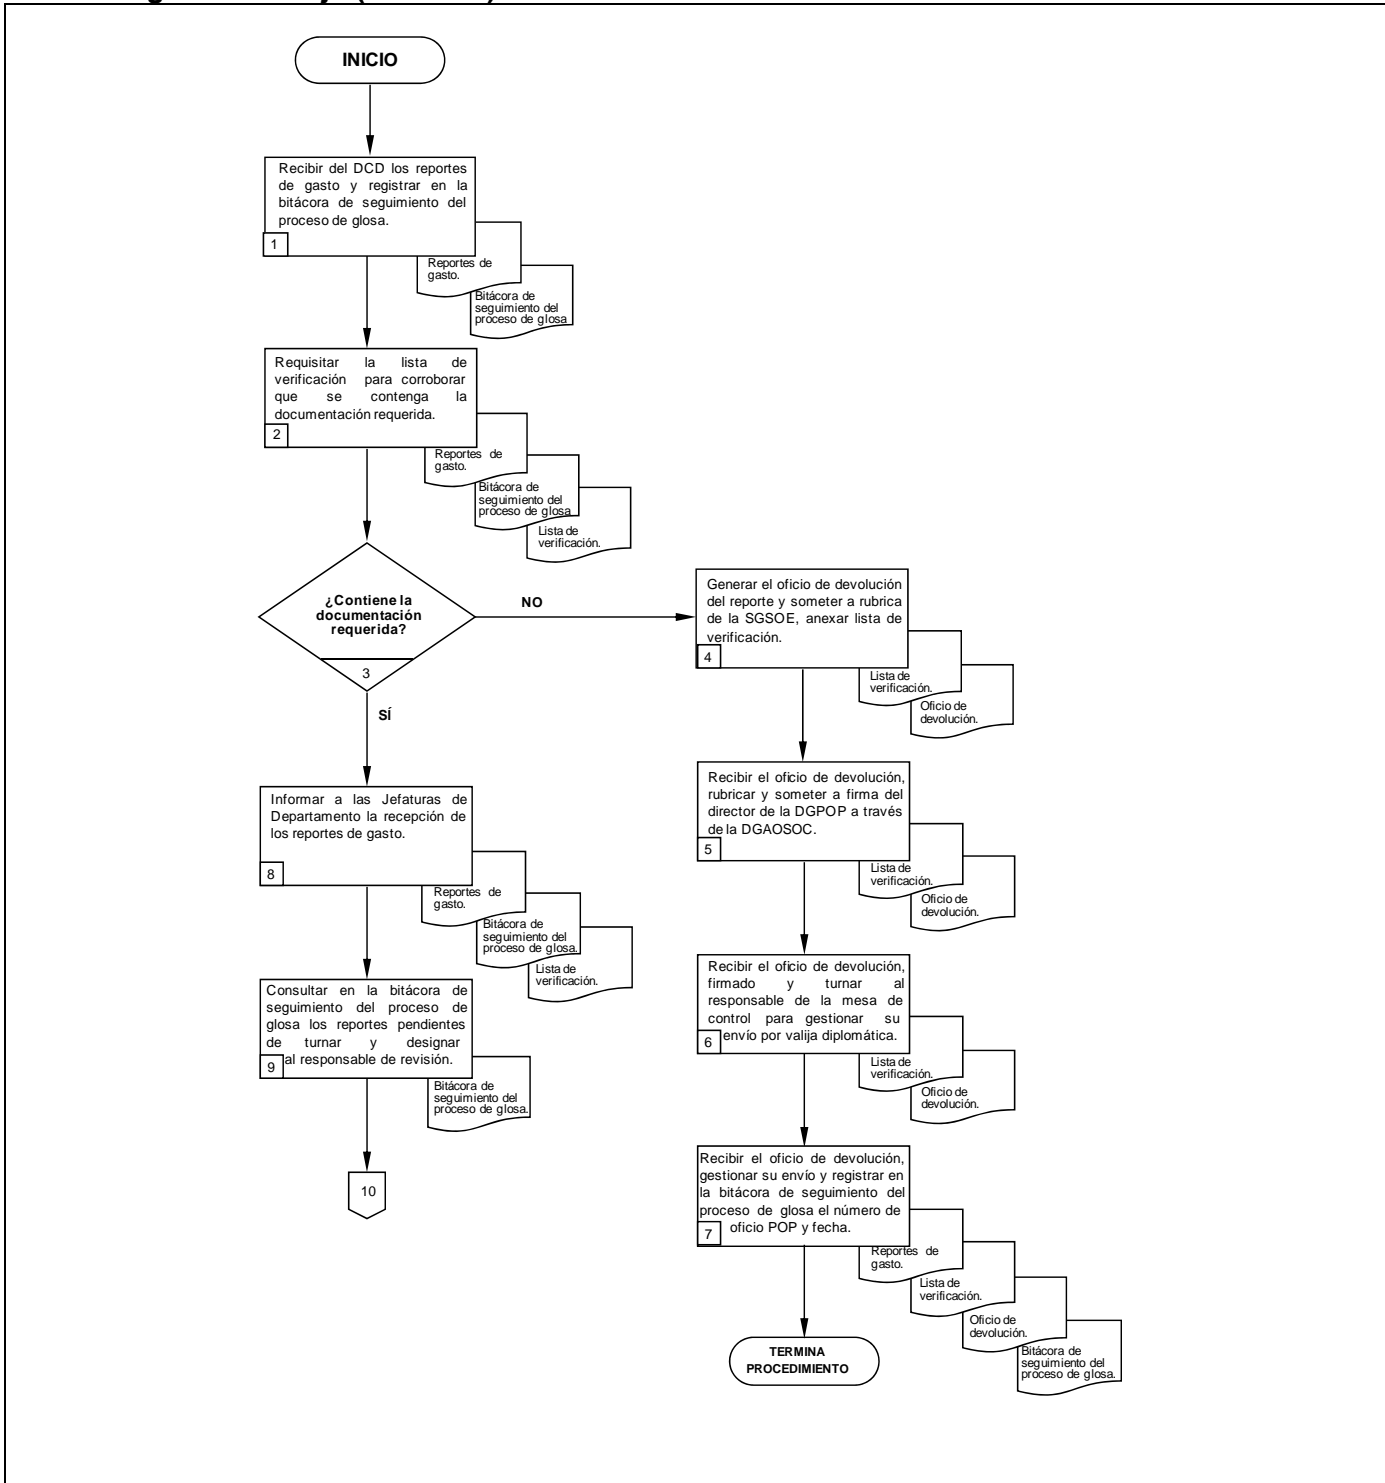 INICIO
Recibir del DCD los reportes
de gasto y registrar en la
bitácora de seguimiento del
proceso de glosa.
1
Reportes de
gasto.
Bitácora de
seguimiento del
proceso de glosa
Requisitar la lista de
verificación para corroborar
que se contenga la
documentación requerida.
2
Reportes de
gasto.
Bitácora de
seguimiento del
proceso de glosa
Lista de
verificación.
¿Contiene la
documentación
requerida?
3
NO
SÍ
Generar el oficio de devolución
del reporte y someter a rubrica
de la SGSOE, anexar lista de
verificación.
4
Lista de
verificación.
Oficio de
devolución.
Recibir el oficio de devolución,
rubricar y someter a firma del
director de la DGPOP a través
de la DGAOSOC.
5
Lista de
verificación.
Oficio de
devolución.
Recibir el oficio de devolución,
firmado y turnar al
responsable de la mesa de
control para gestionar su
envío por valija diplomática.
6
Lista de
verificación.
Oficio de
devolución.
Recibir el oficio de devolución,
gestionar su envío y registrar en
la bitácora de seguimiento del
proceso de glosa el número de
oficio POP y fecha.
7
Reportes de
gasto.
Lista de
verificación.
Oficio de
devolución.
Bitácora de
seguimiento del
proceso de glosa.
TERMINA
PROCEDIMIENTO
Informar a las Jefaturas de
Departamento la recepción de
los reportes de gasto.
8
Reportes de
gasto.
Bitácora de
seguimiento del
proceso de glosa.
Lista de
verificación.
Consultar en la bitácora de
seguimiento del proceso de
glosa los reportes pendientes
de turnar y designar
al responsable de revisión.
9
Bitácora de
seguimiento del
proceso de glosa.
10